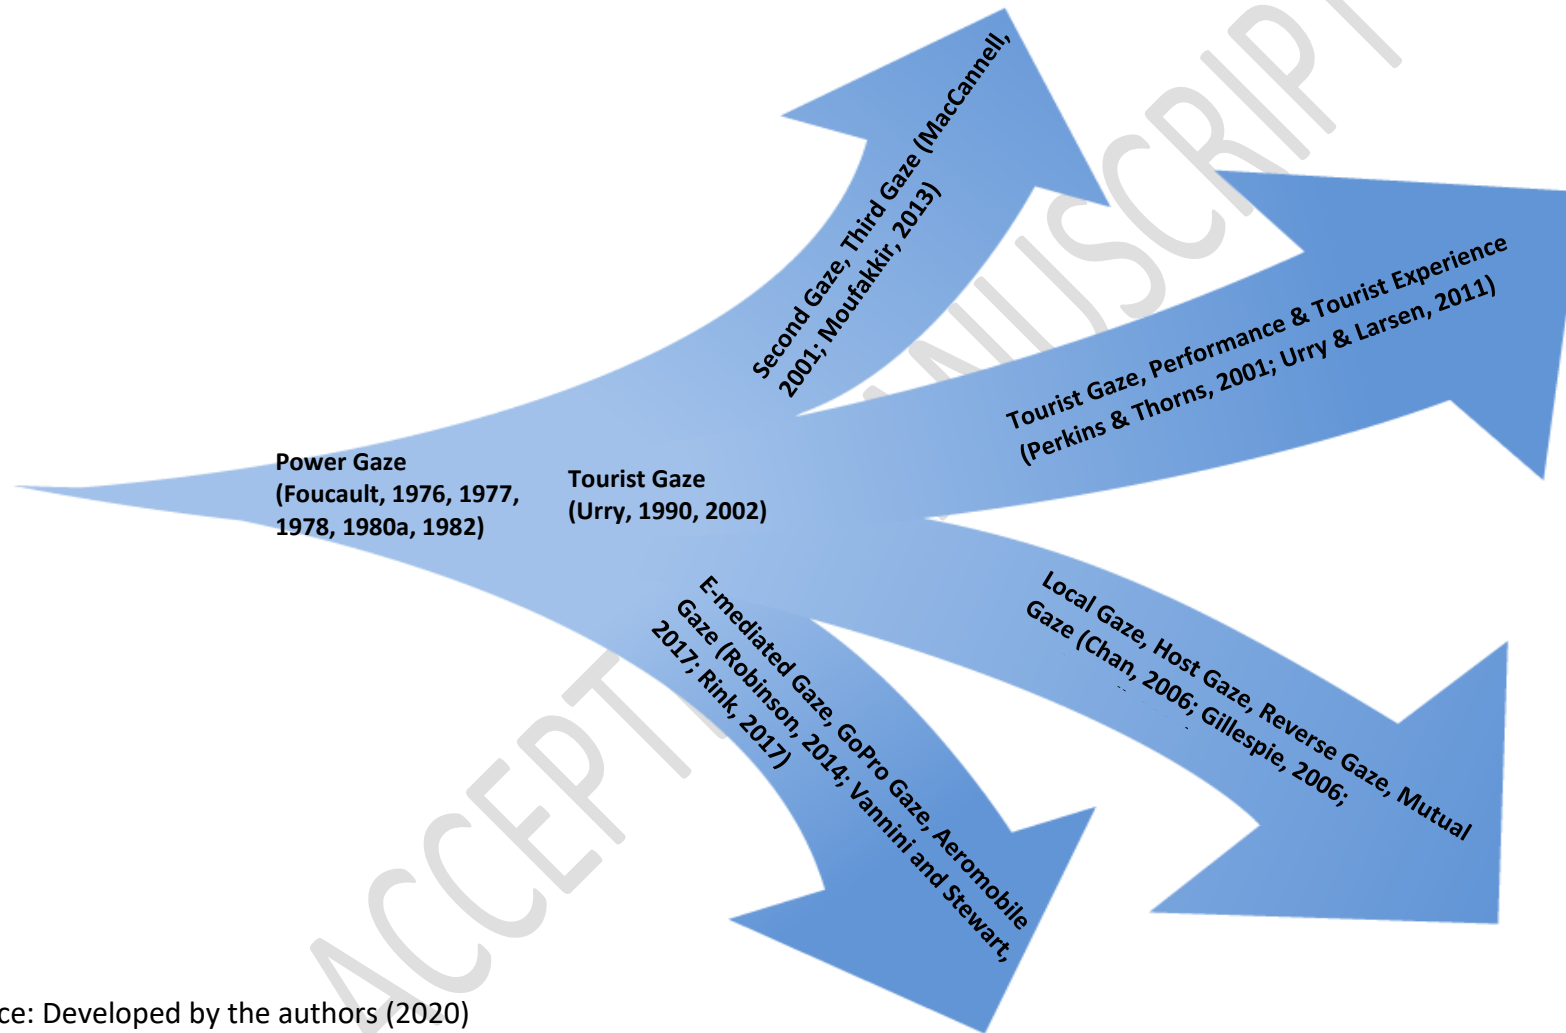 Second Gaze, Third Gaze (MacCannell,
2001; Moufakkir, 2013)
Tourist Gaze, Performance & Tourist Experience
(Perkins & Thorns, 2001; Urry & Larsen, 2011)
Power Gaze
(Foucault, 1976, 1977,
1978, 1980a, 1982)
Tourist Gaze
(Urry, 1990, 2002)
Local Gaze, Host Gaze, Reverse Gaze, Mutual
Gaze (Chan, 2006; Gillespie, 2006;
E-mediated Gaze, GoPro Gaze, Aeromobile
Gaze (Robinson, 2014; Vannini and Stewart,
2017; Rink, 2017)
ACCEPT ANUSCRIPT
ce: Developed by the authors (2020)